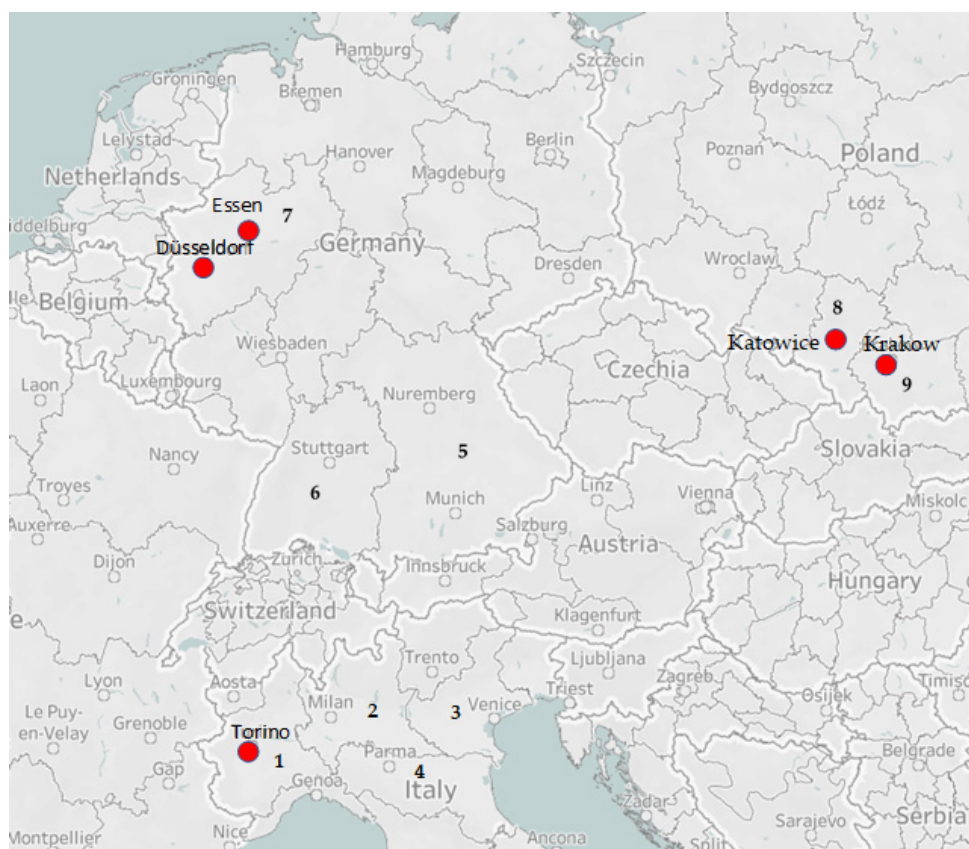 Hamburg
Szczecin
Groningen
Bremen
Bydgoszcz
Lelystad
Berlin
Poznań
Poland
Hanover
Netherlands
Magdeburg
Essen
7
Łódź
iddelburg
Düsseldorf
Germany
Wrocław
Dresden
Belgium
8
Wiesbaden
Katowice
Krakow
Czechia
Laon
Luxembourg
9
Nuremberg
Nancy
Stuttgart
5
Slovakia
Troyes
6
Munich
Linz
Vienna
Miskolc
Auxerre
Salzburg
Austria
Dijon
Zürich
Innsbruck
Hungary
Switzerland
Klagenfurt
Trento
Ljubljana
Lyon
Aosta
Zagreb
Triest
Osijek
Timiso
Le Puy-
en-Velay
Grenoble
Milan
2
3
Venice
Torino
1
Parma
4
Gap
Genoa
Italy
Belgrade
Zadar
Serbia
Montpellier
Nice
Ancona
Sarajevo
Split